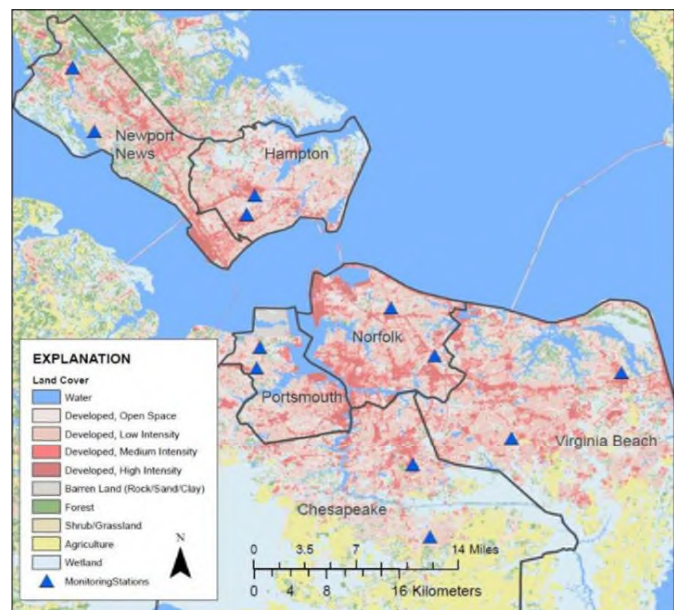 Newport
News
Hampton
Norfolk
Portsmouth
Virginia Beach
Chesapeake
EXPLANATION
Land Cover
Water
Developed, Open Space
Developed, Low Intensity
Developed, Medium Intensity
Developed, High Intensity
Barren Land (Rock/Sand/Clay)
Forest
Shrub/Grassland
Agriculture
Wetland
MonitoringStations
N
0 3.5 7 14 Miles
0 4 8 16 Kilometers